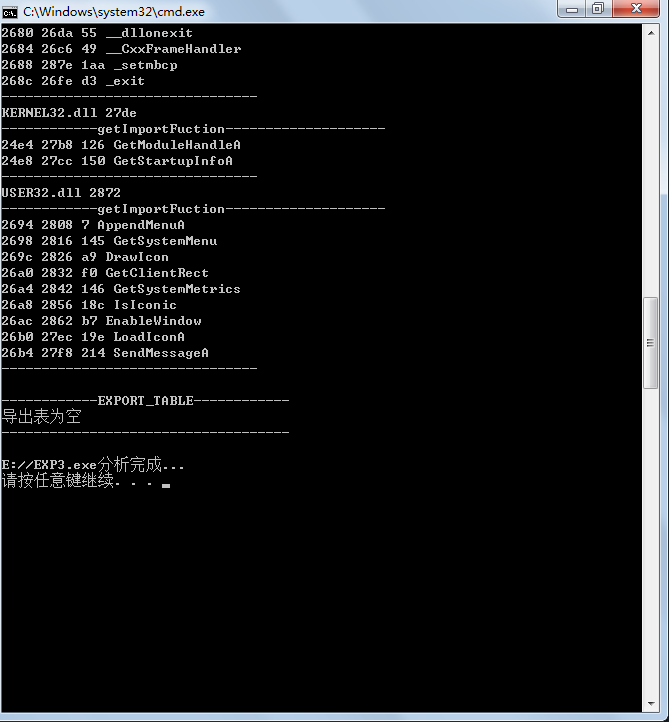 C:\Windows\system32\cmd.exe
2680 26da 55 __dllonexit
2684 26c6 49 __CxxFrameHandler
2688 287e 1aa _setmbcp
268c 26fe d3 _exit
--------------------------------
KERNEL32.dll 27de
------------getImportFuction--------------------
24e4 27b8 126 GetModuleHandleA
24e8 27cc 150 GetStartupInfoA
--------------------------------
USER32.dll 2872
------------getImportFuction--------------------
2694 2808 7 AppendMenuA
2698 2816 145 GetSystemMenu
269c 2826 a9 DrawIcon
26a0 2832 f0 GetClientRect
26a4 2842 146 GetSystemMetrics
26a8 2856 18c IsIconic
26ac 2862 b7 EnableWindow
26b0 27ec 19e LoadIconA
26b4 27f8 214 SendMessageA
--------------------------------
------------EXPORT_TABLE------------
导出表为空
------------------------------------
E://EXP3.exe分析完成...
请按任意键继续. . .